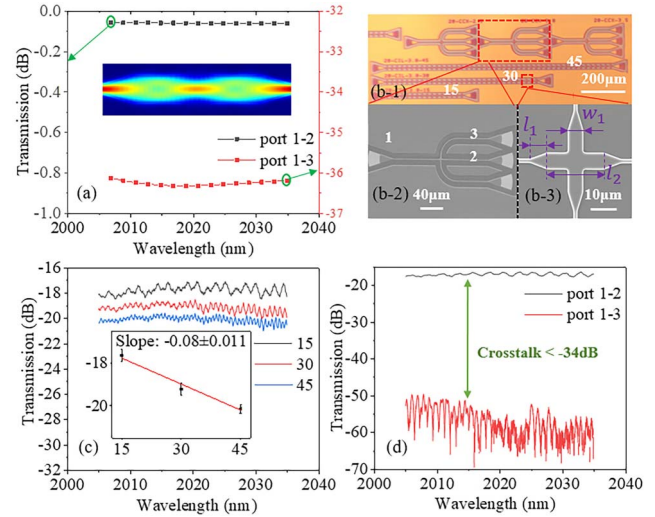 0.0
-0.2
-0.4
-0.6
-0.8
-1.0
Transmission (dB)
port 1-2
port 1-3
(a)
-32
-33
-34
-35
-36
-37
2000 2010 2020 2030 2040
Wavelength (nm)
45
30
15
200μm
(b-1)
1
3
2
(b-2)
40μm
l1
w1
l2
(b-3)
10μm
-16
-18
-20
-22
-24
-26
-28
-30
-32
Transmission (dB)
Slope: -0.08±0.011
-18
-20
15 30 45
15
30
45
(c)
2000 2010 2020 2030 2040
Wavelength (nm)
-10
-20
-30
-40
-50
-60
-70
Transmission (dB)
port 1-2
port 1-3
Crosstalk < -34dB
(d)
2000 2010 2020 2030 2040
Wavelength (nm)